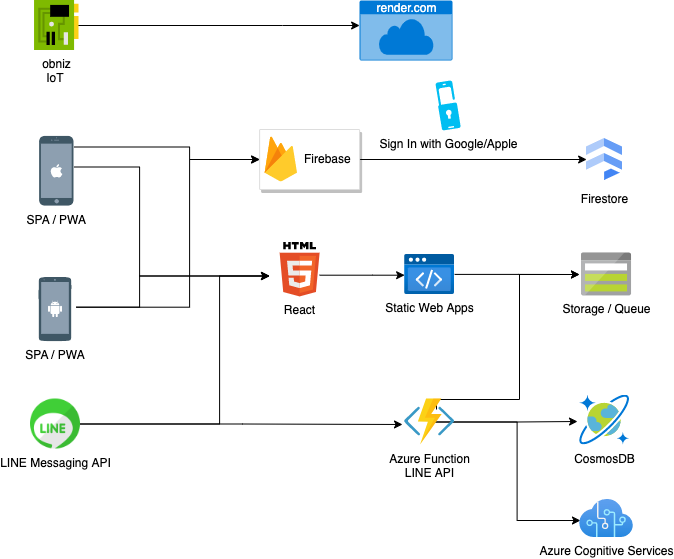 render.com
obniz
IoT
Sign In with Google/Apple
Firebase
SPA / PWA
Firestore
HTML
5
React
Static Web Apps
Storage / Queue
SPA / PWA
LINE
LINE Messaging API
Azure Function
LINE API
CosmosDB
Azure Cognitive Services